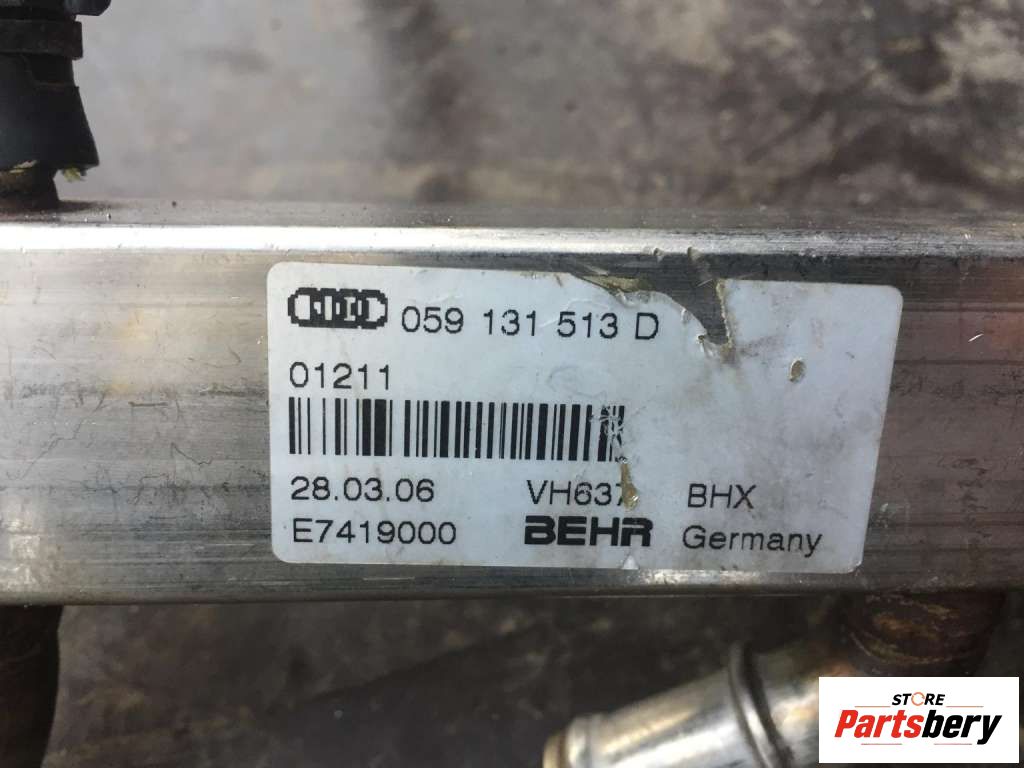 059 131 513 D
01211
28.03.06 VH637 BHX
E7419000 BEHR Germany
STORE
Partsbery